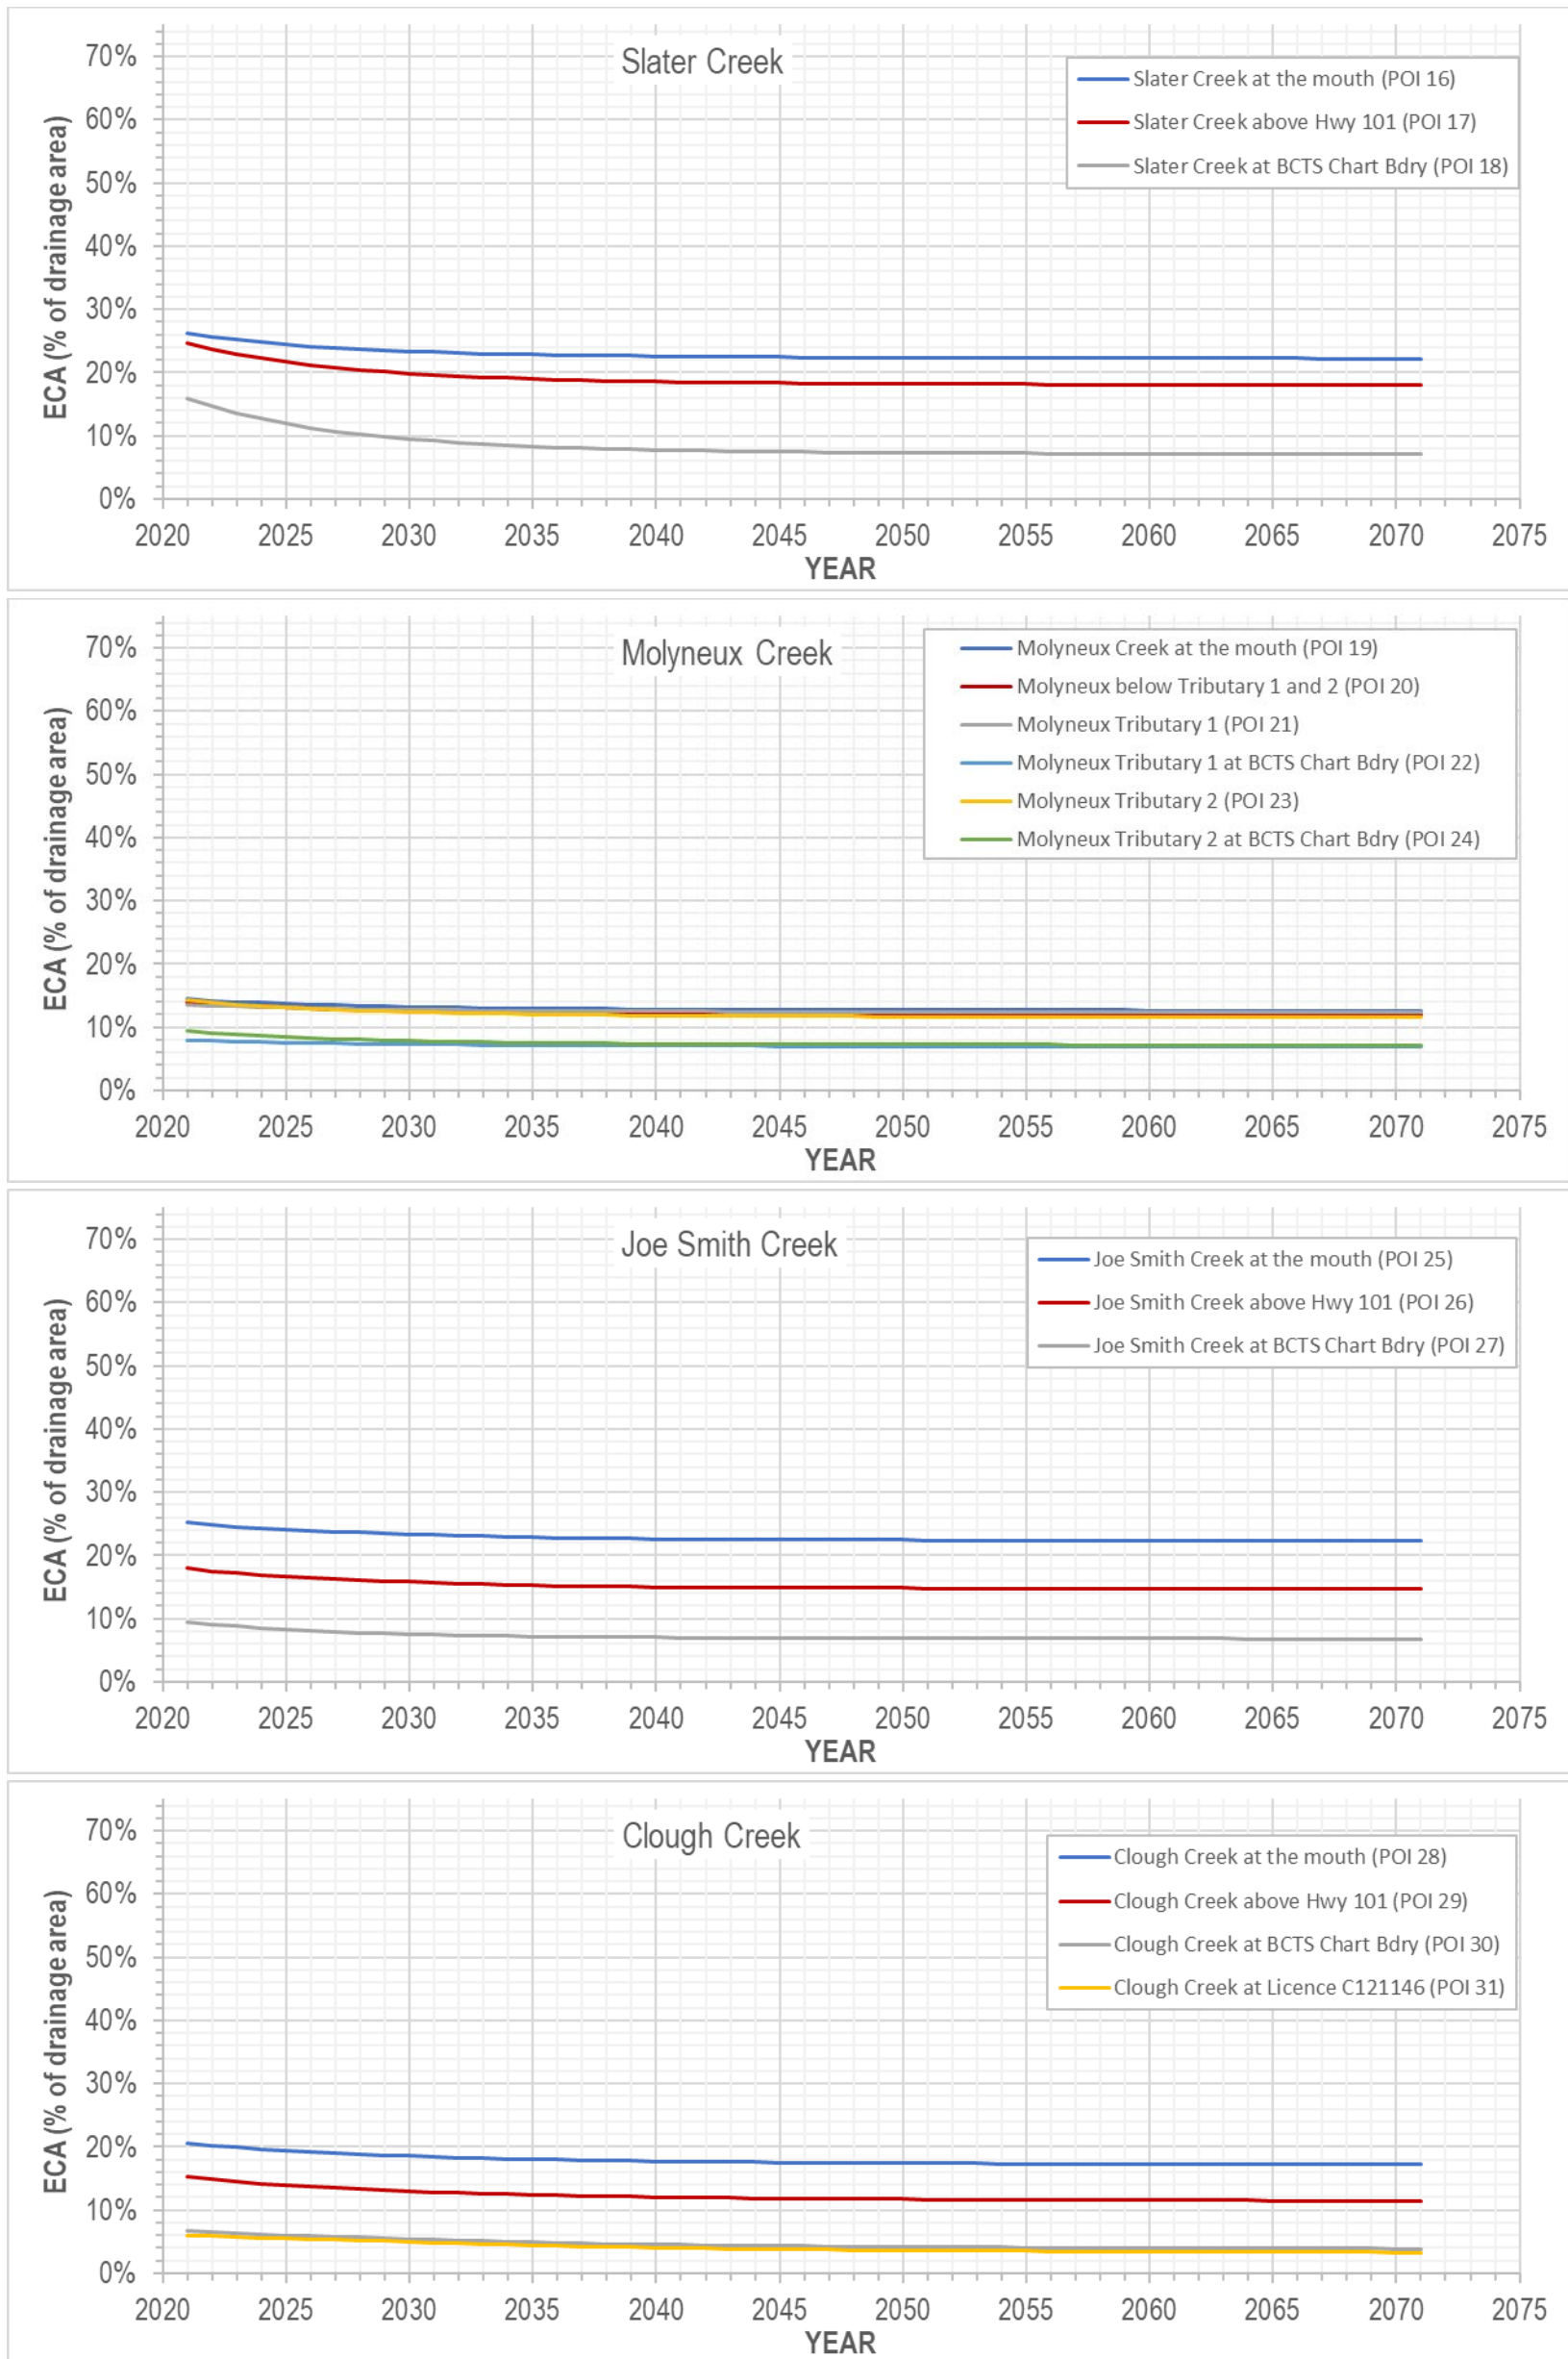 Slater Creek
70%
60%
50%
40%
30%
20%
10%
0%
ECA (% of drainage area)
Slater Creek at the mouth (POI 16)
Slater Creek above Hwy 101 (POI 17)
Slater Creek at BCTS Chart Bdry (POI 18)
2020 2025 2030 2035 2040 2045 2050 2055 2060 2065 2070 2075
YEAR
Molyneux Creek
70%
60%
50%
40%
30%
20%
10%
0%
ECA (% of drainage area)
Molyneux Creek at the mouth (POI 19)
Molyneux below Tributary 1 and 2 (POI 20)
Molyneux Tributary 1 (POI 21)
Molyneux Tributary 1 at BCTS Chart Bdry (POI 22)
Molyneux Tributary 2 (POI 23)
Molyneux Tributary 2 at BCTS Chart Bdry (POI 24)
2020 2025 2030 2035 2040 2045 2050 2055 2060 2065 2070 2075
YEAR
Joe Smith Creek
70%
60%
50%
40%
30%
20%
10%
0%
ECA (% of drainage area)
Joe Smith Creek at the mouth (POI 25)
Joe Smith Creek above Hwy 101 (POI 26)
Joe Smith Creek at BCTS Chart Bdry (POI 27)
2020 2025 2030 2035 2040 2045 2050 2055 2060 2065 2070 2075
YEAR
Clough Creek
70%
60%
50%
40%
30%
20%
10%
0%
ECA (% of drainage area)
Clough Creek at the mouth (POI 28)
Clough Creek above Hwy 101 (POI 29)
Clough Creek at BCTS Chart Bdry (POI 30)
Clough Creek at Licence C121146 (POI 31)
2020 2025 2030 2035 2040 2045 2050 2055 2060 2065 2070 2075
YEAR